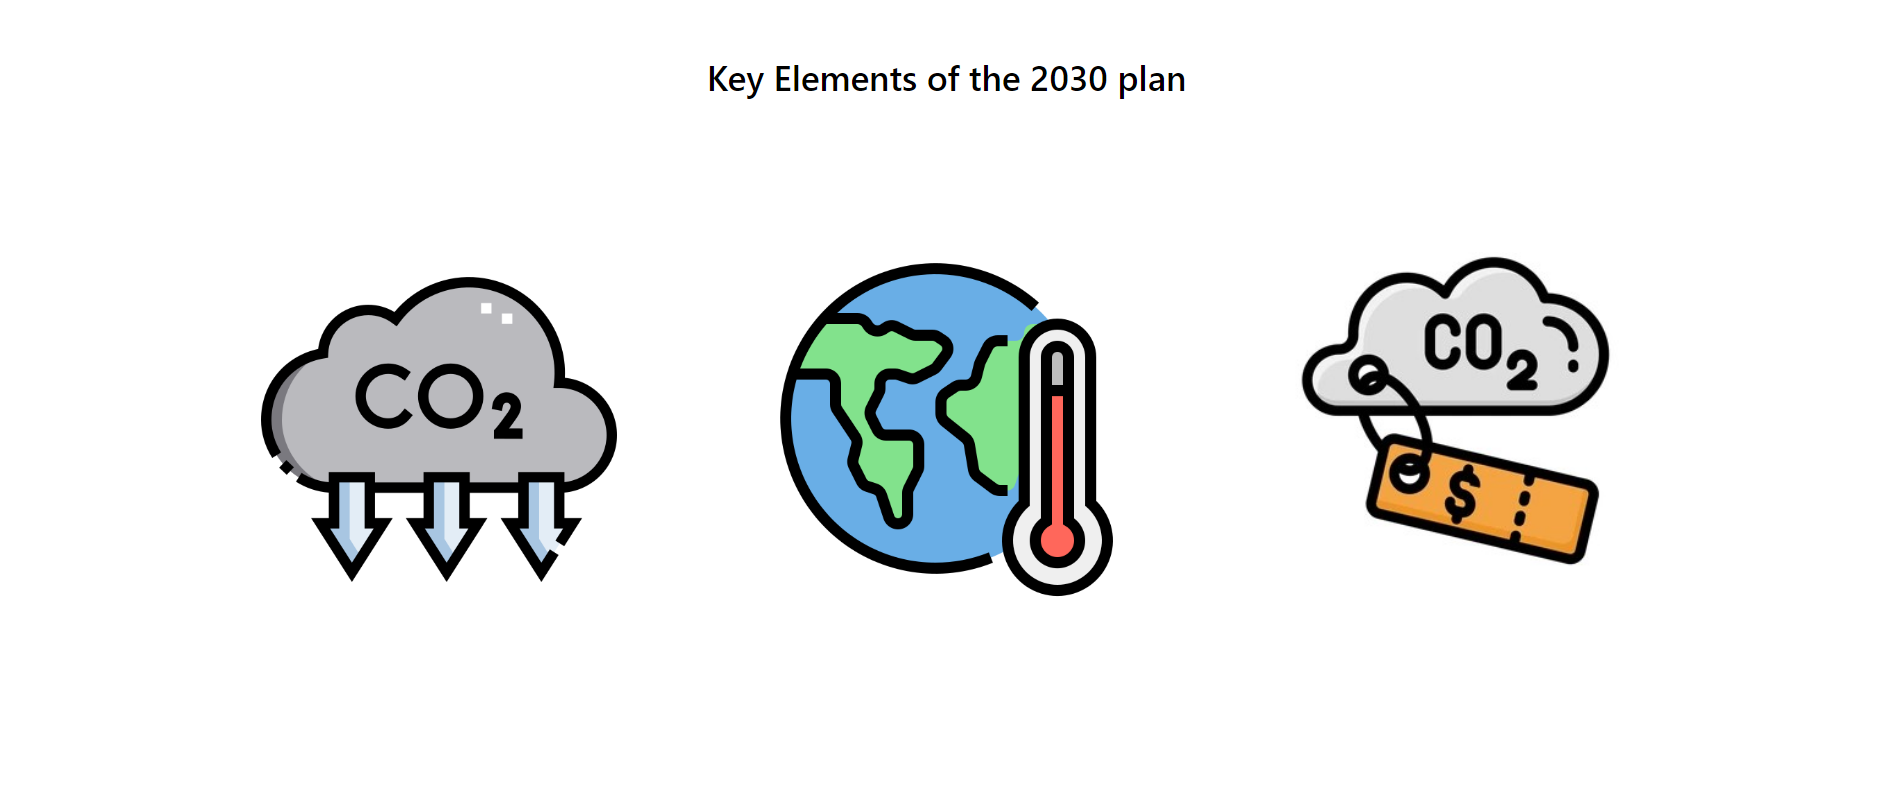 Key Elements of the 2030 plan
CO2
CO2
$